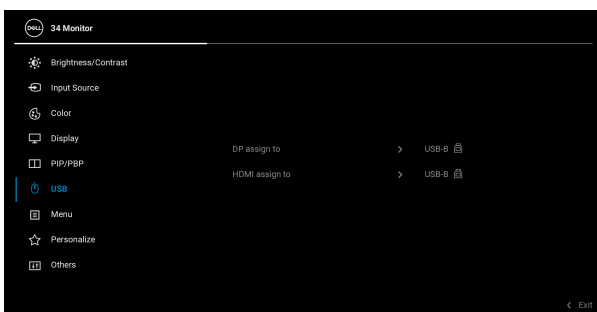 DELL 34 Monitor
Brightness/Contrast
Input Source
Color
Display
DP assign to USB-B
PIP/PBP
HDMI assign to USB-B
USB
Menu
Personalize
Others
Exit